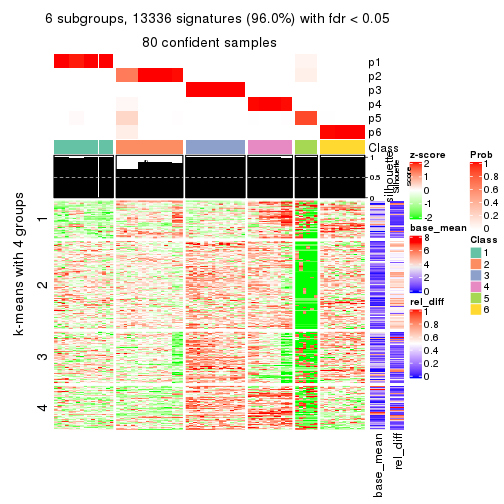 6 subgroups, 13336 signatures (96.0%) with fdr < 0.05
80 confident samples
p1
p2
p3
p4
p5
p6
Class
1
0.5
0
silhouette
Silhouette
score
k-means with 4 groups
1
2
3
4
base_mean
rel_diff
z-score
2
1
0
-1
-2
base_mean
8
6
4
2
0
rel_diff
1
0.8
0.6
0.4
0.2
0
Prob
1
0.8
0.6
0.4
0.2
0
Class
1
2
3
4
5
6